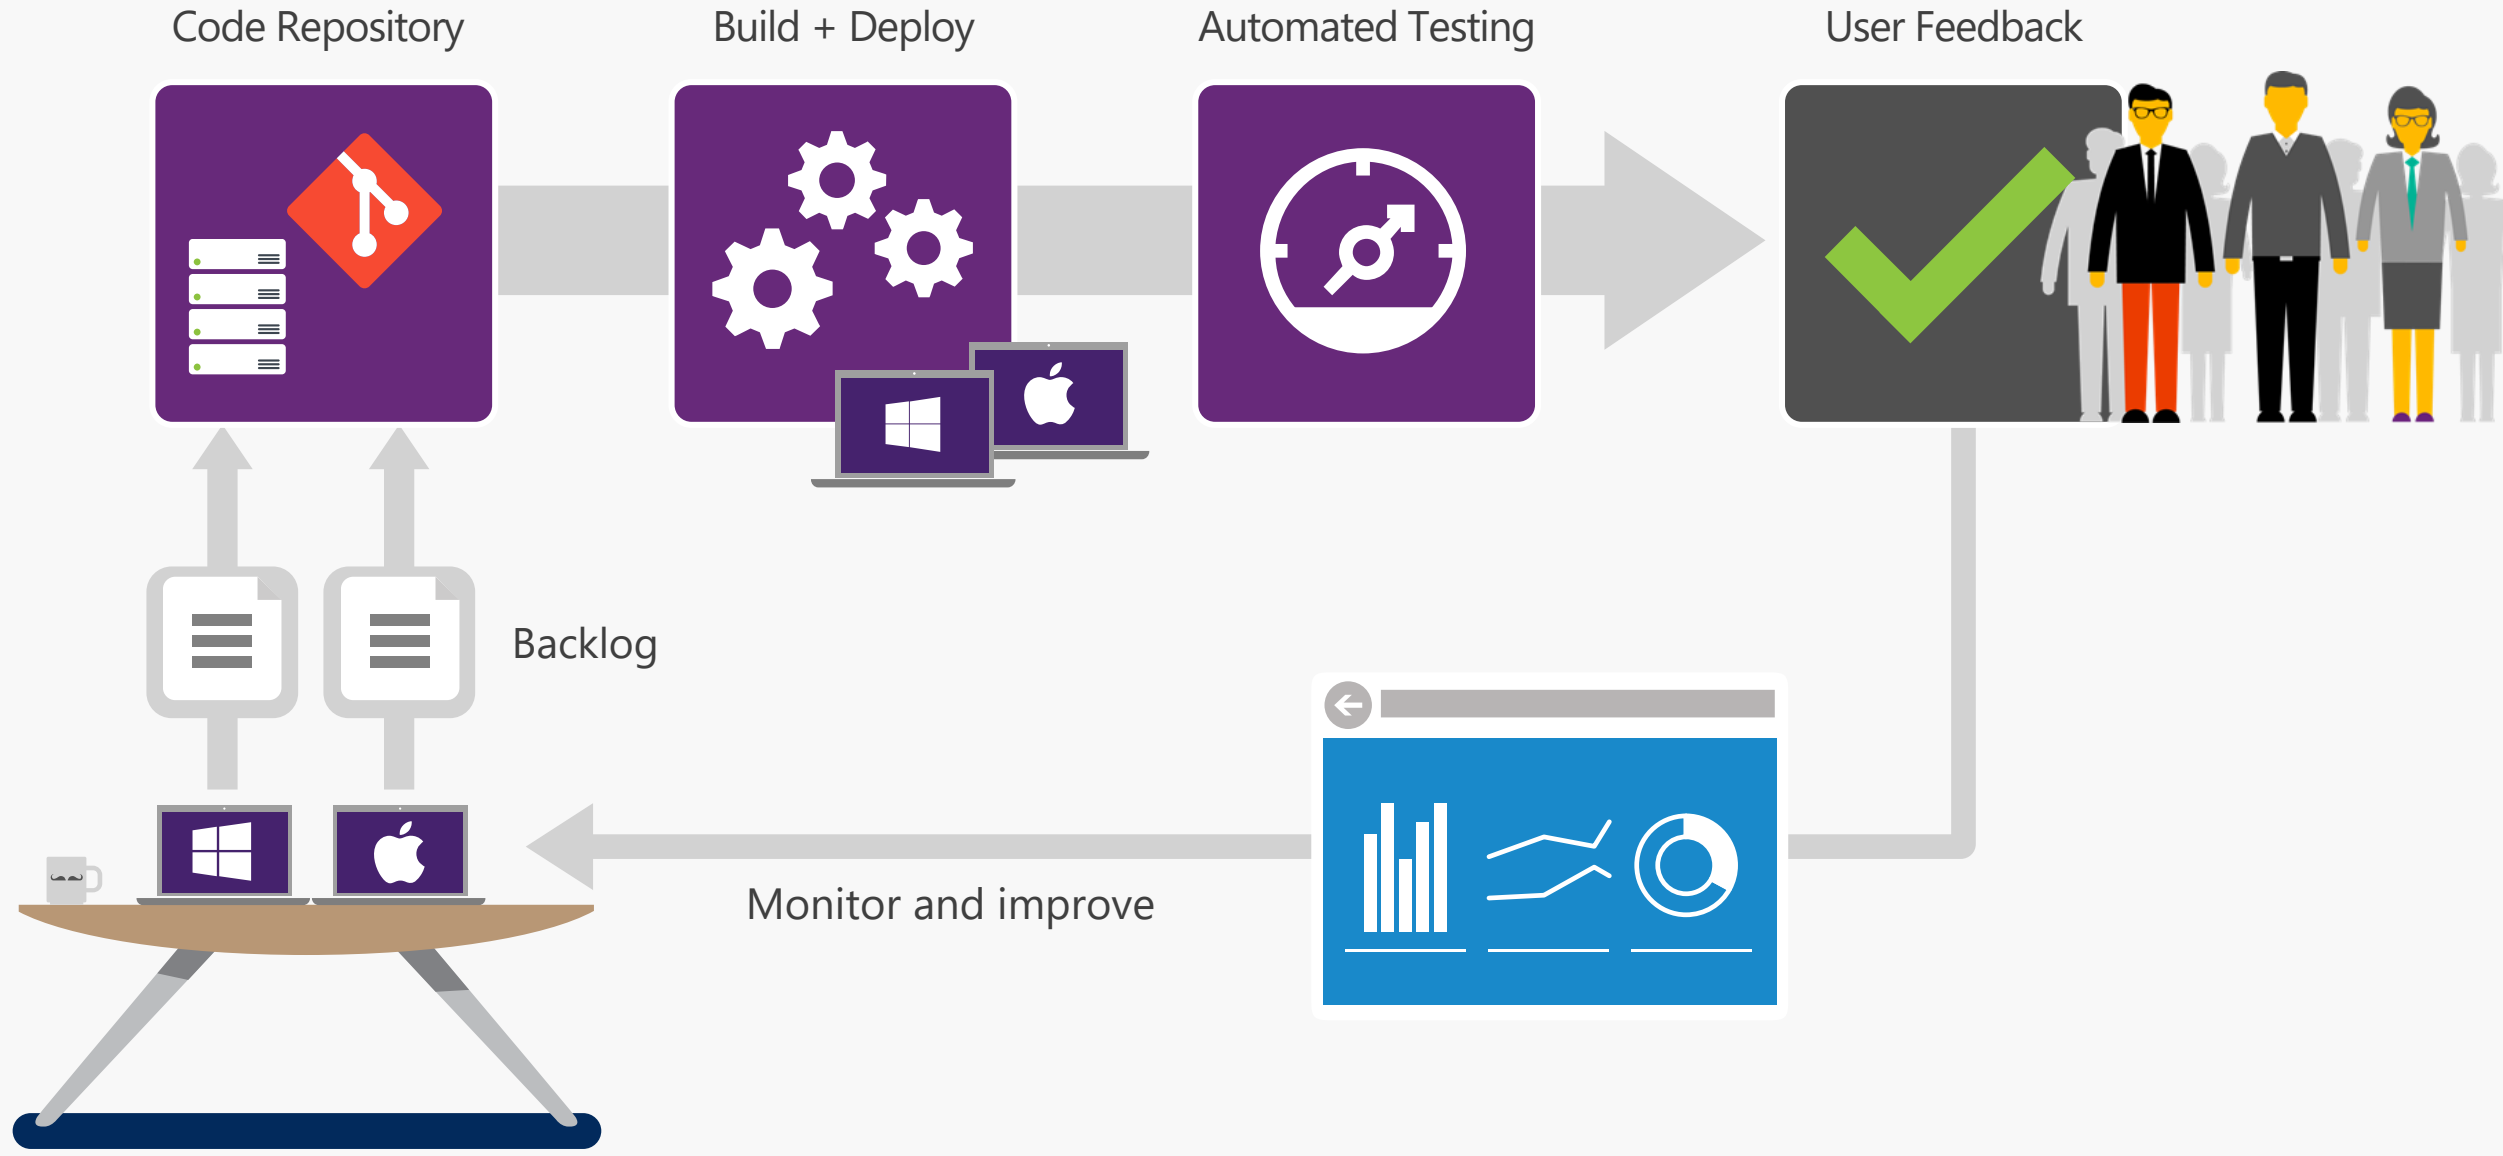 Code Repository
Build + Deploy
Automated Testing
User Feedback
Backlog
Monitor and improve